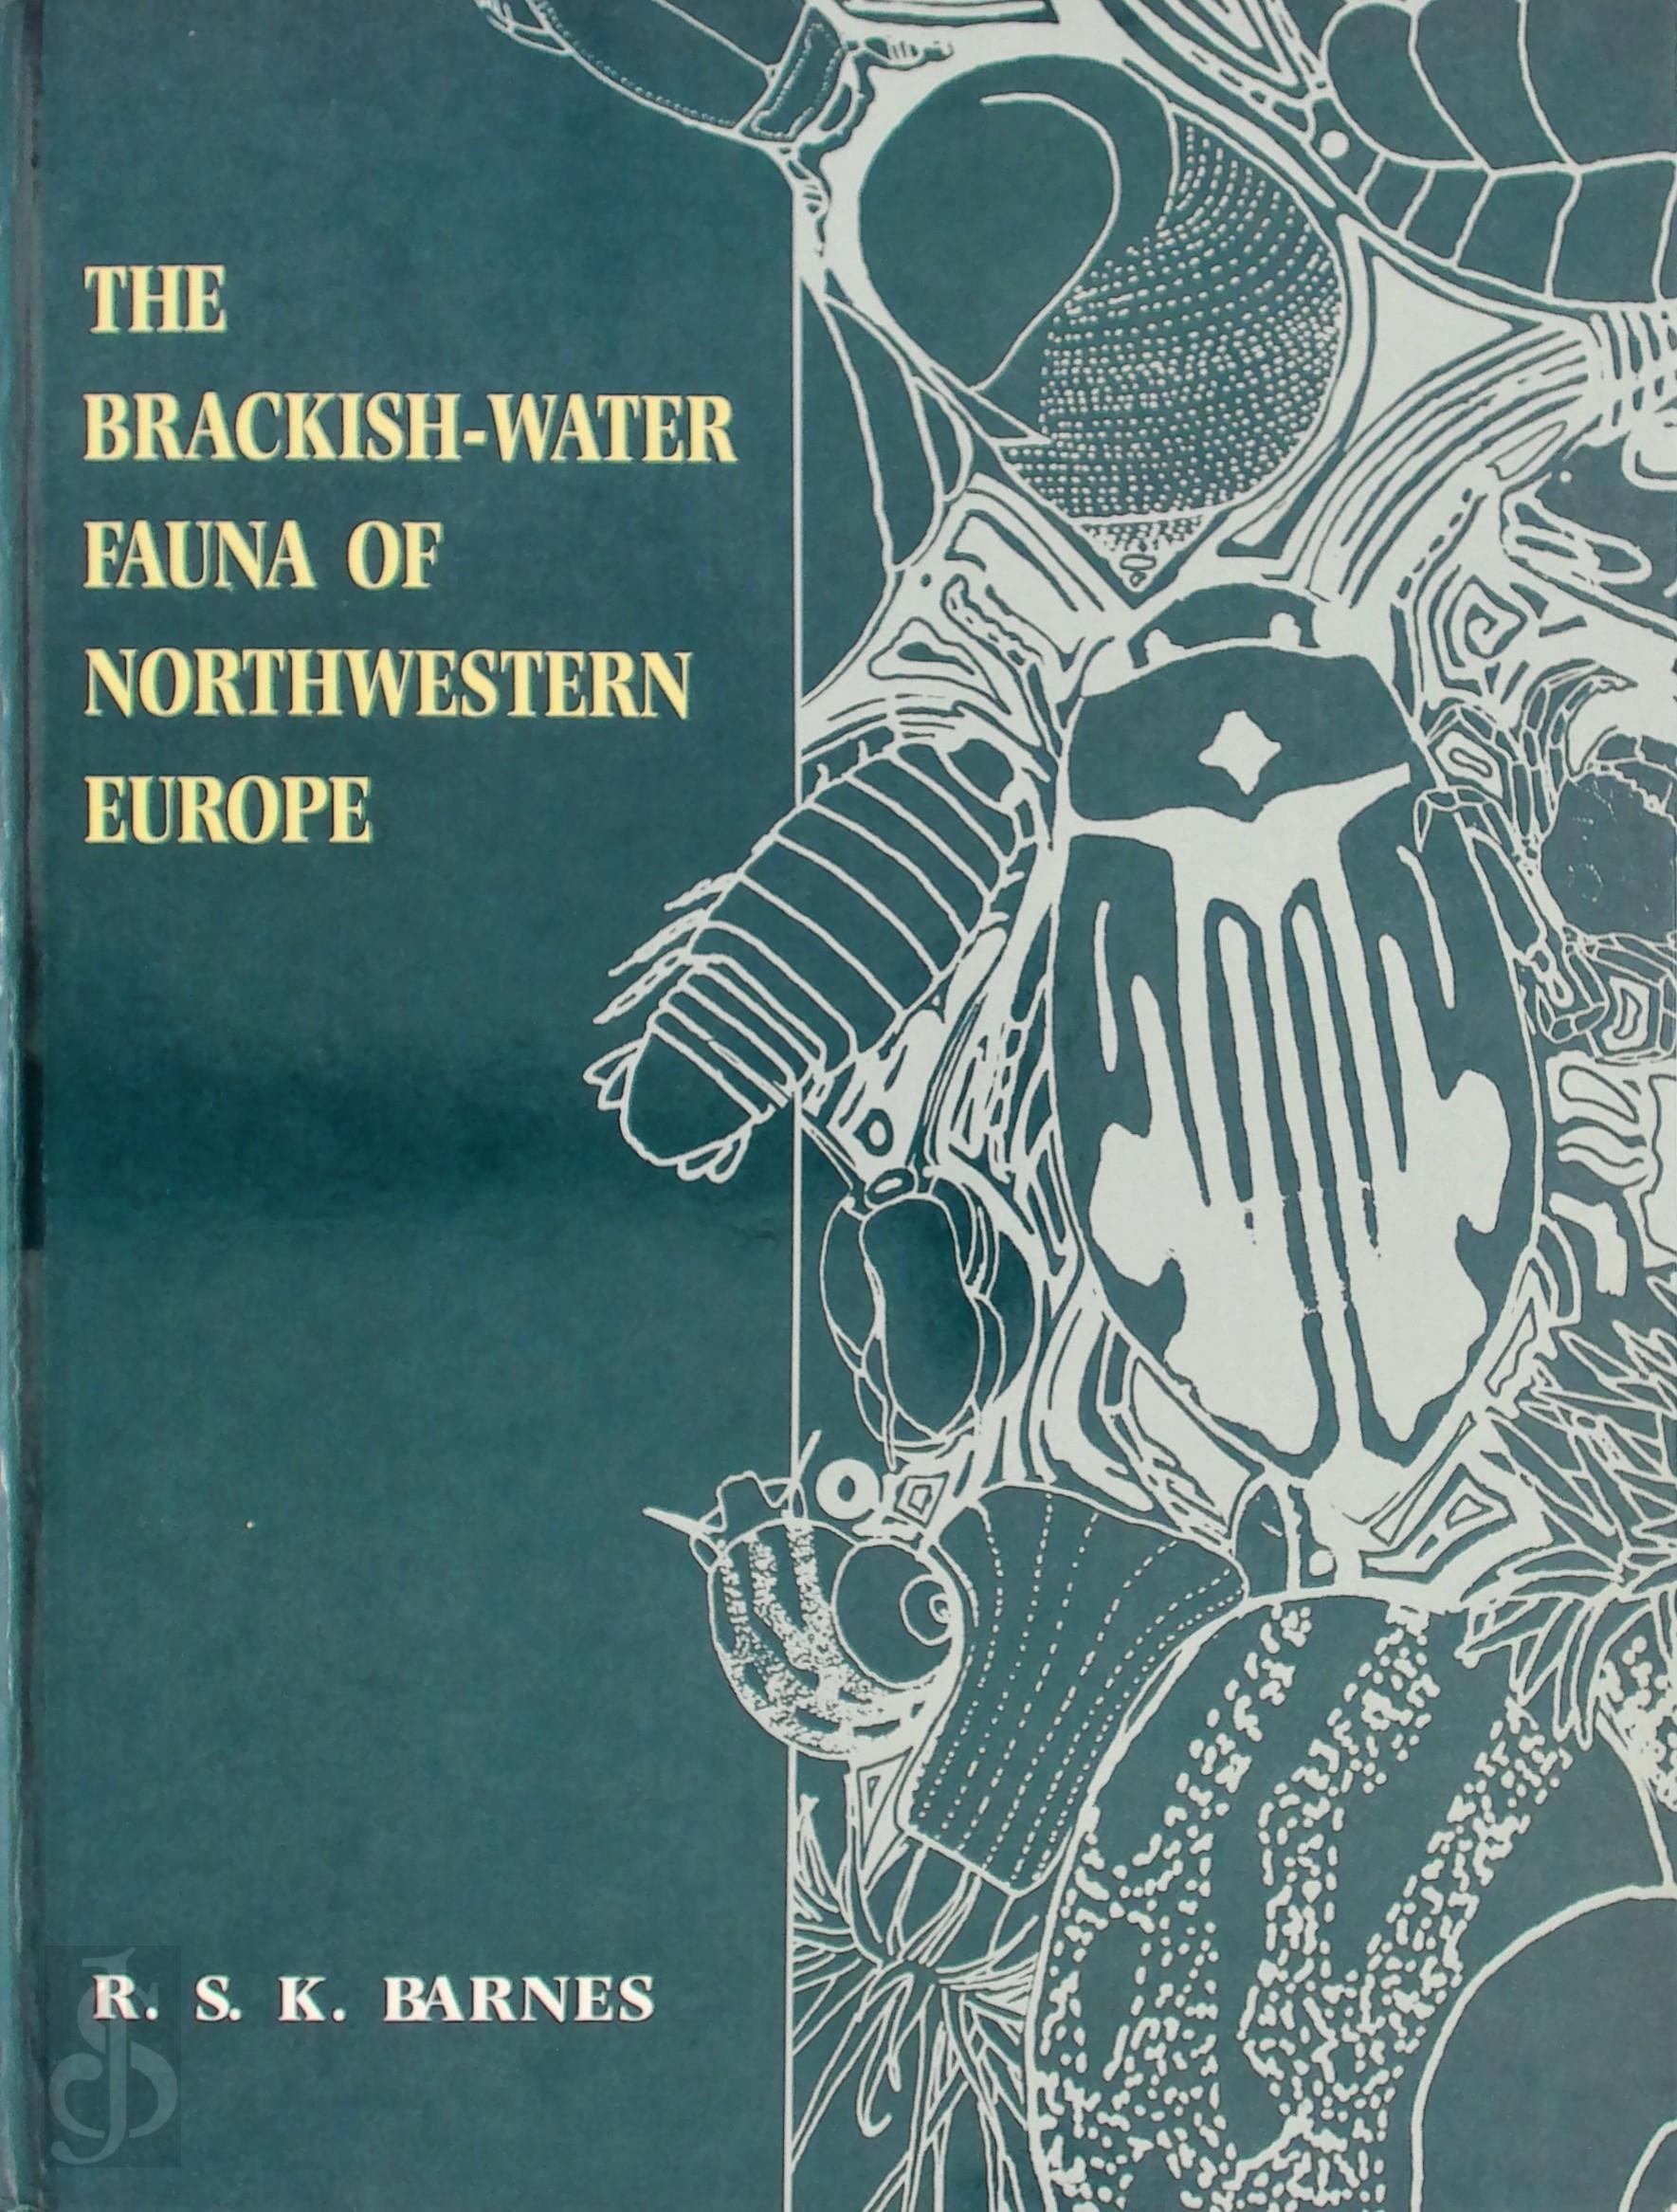 THE
BRACKISH-WATER
FAUNA OF
NORTHWESTERN
EUROPE
R. S. K. BARNES